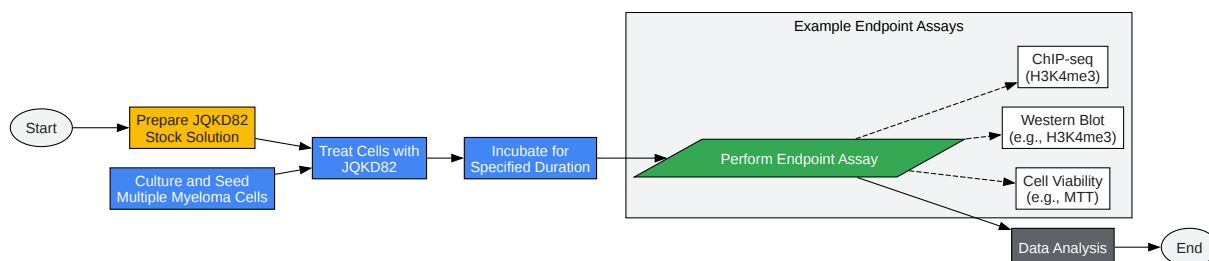 Example Endpoint Assays
Start
Prepare JQKD82
Stock Solution
Culture and Seed
Multiple Myeloma Cells
Treat Cells with
JQKD82
Incubate for
Specified Duration
Perform Endpoint Assay
ChIP-seq
(H3K4me3)
Western Blot
(e.g., H3K4me3)
Cell Viability
(e.g., MTT)
Data Analysis
End